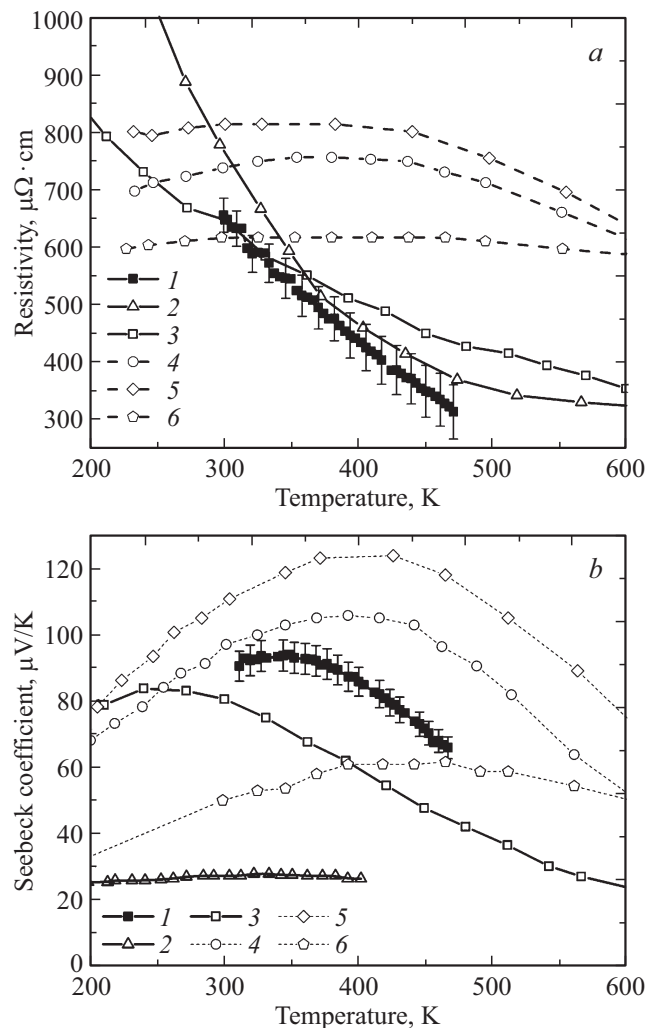 a
1000
900
800
700
600
500
400
300
Resistivity, μΩ · cm
1
2
3
4
5
6
200 300 400 500 600
Temperature, K
b
120
100
80
60
40
20
0
Seebeck coefficient, μV/K
1 3 5
2 4 6
200 300 400 500 600
Temperature, K